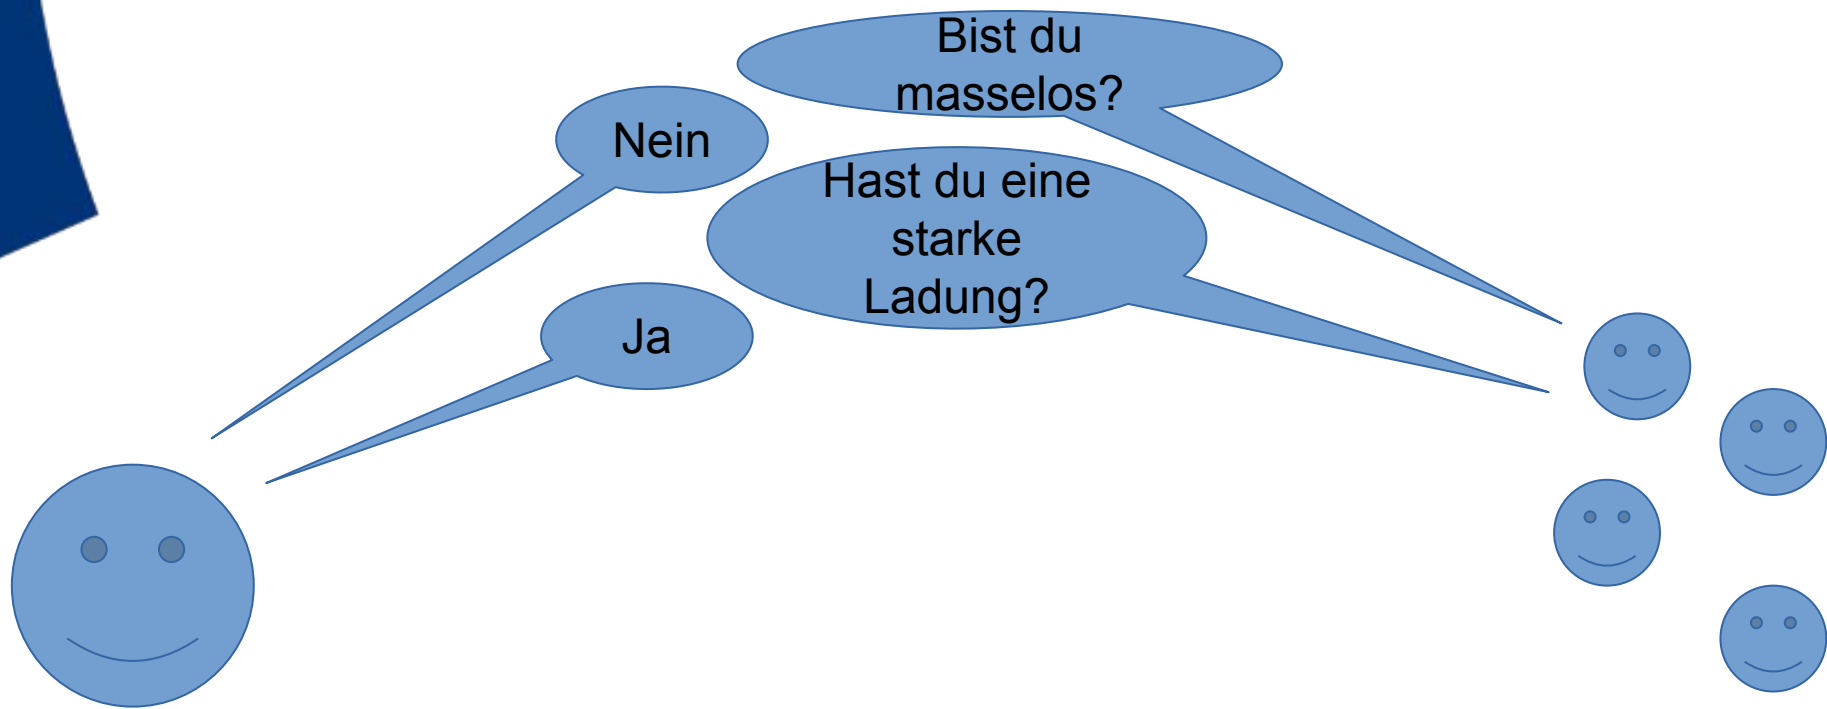 Bist du
masselos?
Nein
Hast du eine
starke
Ladung?
Ja